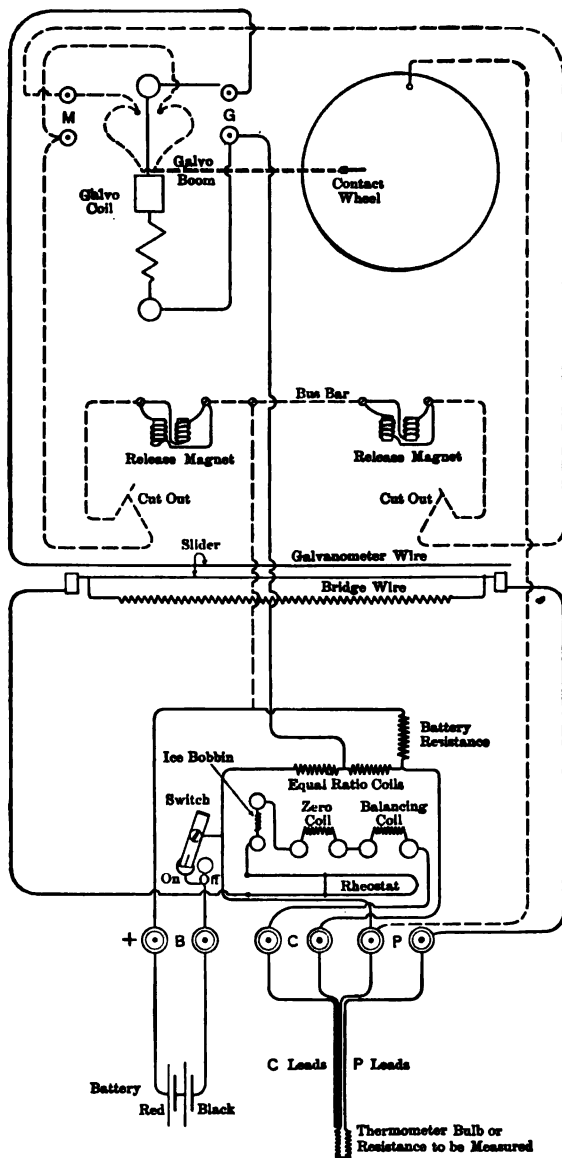 M
G
Galvo
Boom
Galvo
Coil
Contact
Wheel
Bus Bar
Release Magnet
Release Magnet
Cut Out
Cut Out
Slider
Galvanometer Wire
Bridge Wire
Battery
Resistance
Ice Bobbin
Equal Ratio Coils
Switch
Zero
Coil
Balancing
Coil
On
Off
Rheostat
+
B
C
P
C Leads
P Leads
Battery
Red
Black
Thermometer Bulb or
Resistance to be Measured